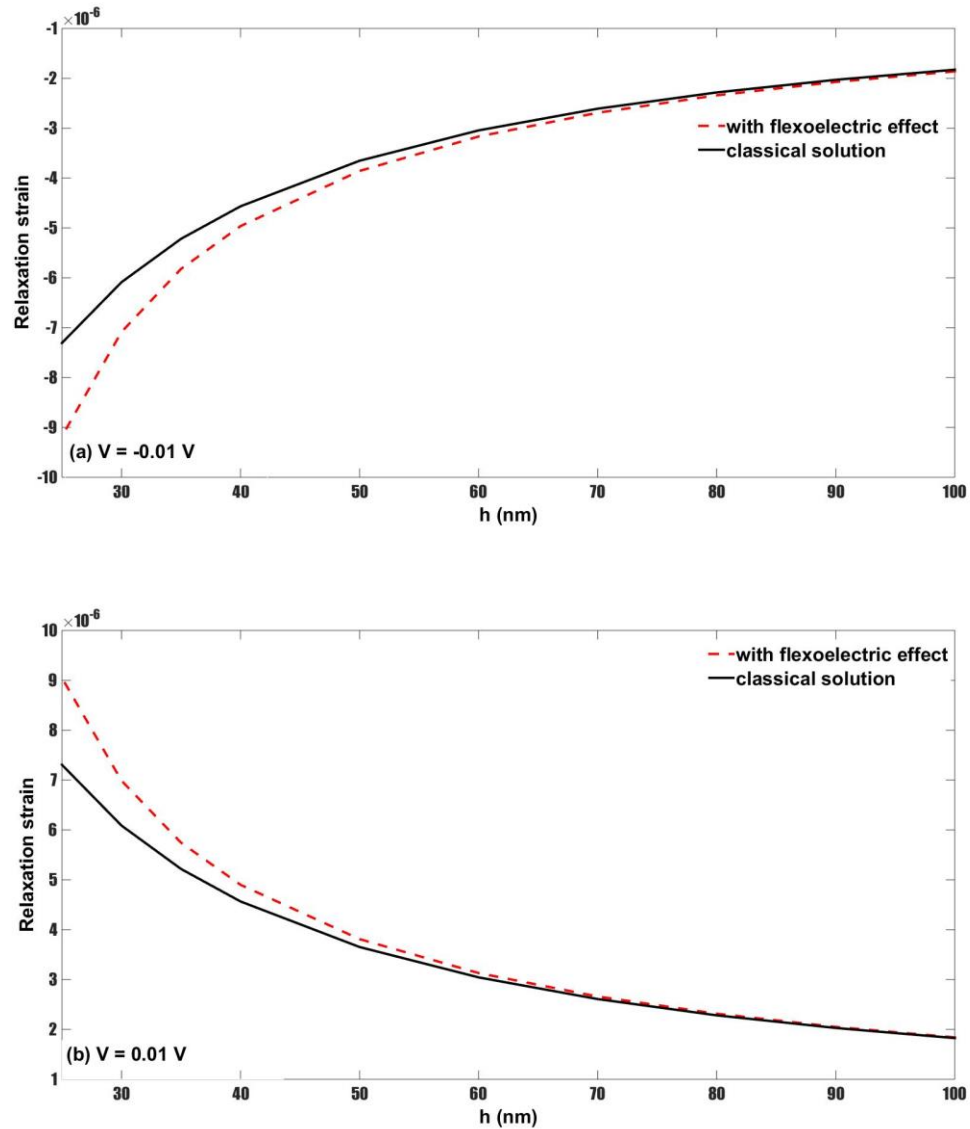 ×10-6
-1
-2
-3
-4
-5
-6
-7
-8
-9
-10
Relaxation strain
with flexoelectric effect
classical solution
(a) V = -0.01 V
30 40 50 60 70 80 90 100
h (nm)
×10-6
10
9
8
7
6
5
4
3
2
1
Relaxation strain
with flexoelectric effect
classical solution
(b) V = 0.01 V
30 40 50 60 70 80 90 100
h (nm)